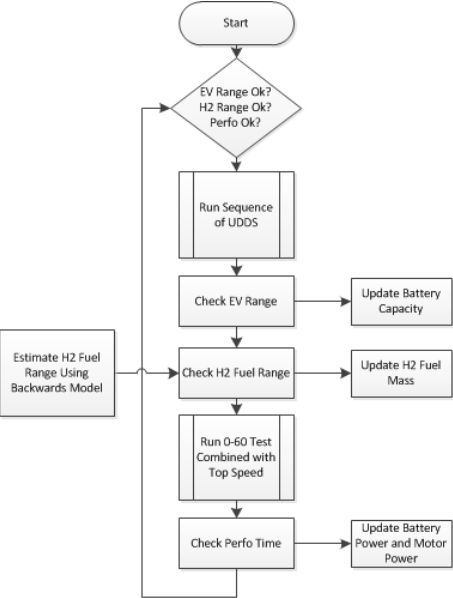 Start
EV Range Ok?
H2 Range Ok?
Perfo Ok?
Run Sequence
of UDDS
Check EV Range
Update Battery
Capacity
Estimate H2 Fuel
Range Using
Backwards Model
Check H2 Fuel Range
Update H2 Fuel
Mass
Run 0-60 Test
Combined with
Top Speed
Check Perfo Time
Update Battery
Power and Motor
Power